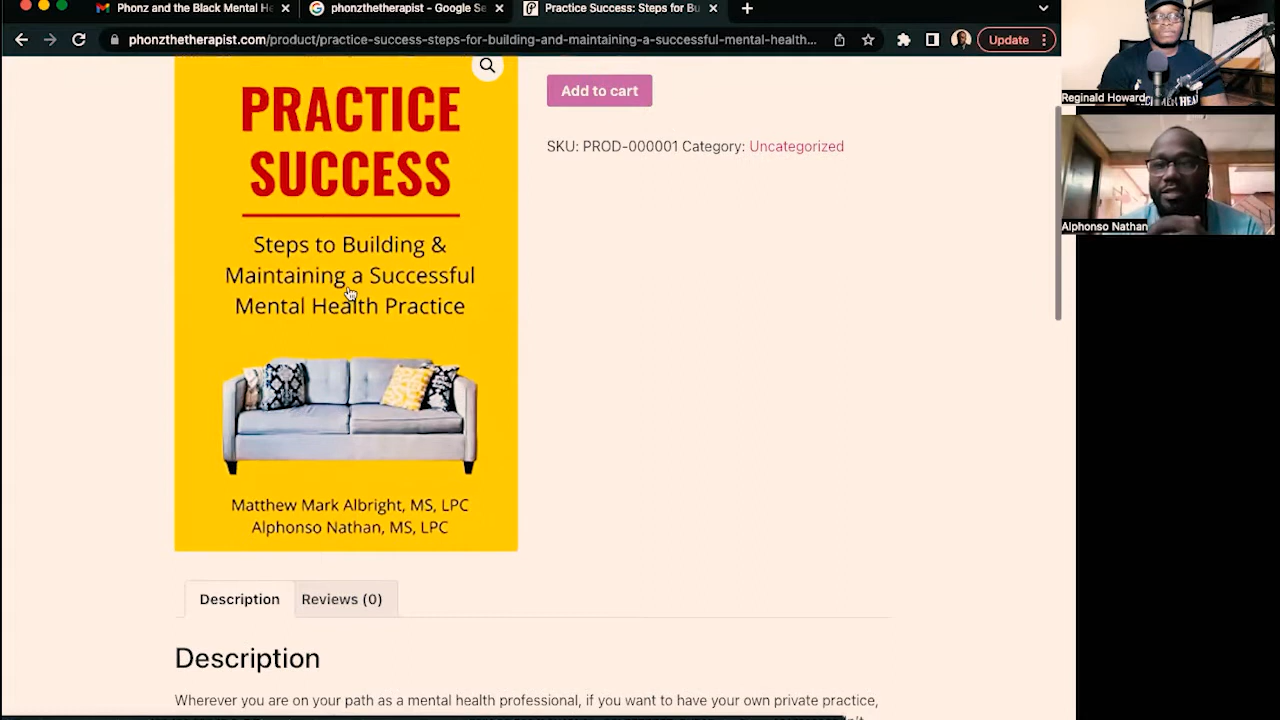 Phonz and the Black Mental He
phonzthetherapist - Google Se
Practice Success: Steps for Bu
phonzthetherapist.com/product/practice-success-steps-for-building-and-maintaining-a-successful-mental-health...
Update
Reginald Howard
Alphonso Nathan
PRACTICE
SUCCESS
Steps to Building &
Maintaining a Successful
Mental Health Practice
Matthew Mark Albright, MS, LPC
Alphonso Nathan, MS, LPC
Add to cart
SKU: PROD-000001 Category: Uncategorized
Description
Reviews (0)
Description
Wherever you are on your path as a mental health professional, if you want to have your own private practice,